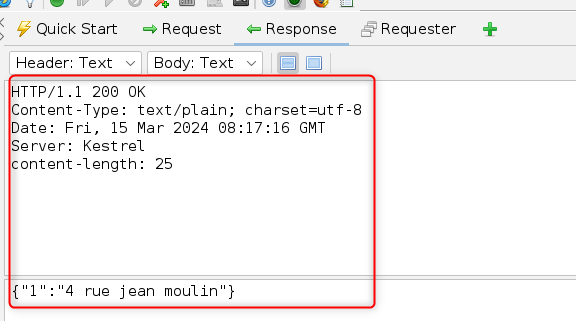 Quick Start Request Response Requester
Header: Text Body: Text
HTTP/1.1 200 OK
Content-Type: text/plain; charset=utf-8
Date: Fri, 15 Mar 2024 08:17:16 GMT
Server: Kestrel
content-length: 25
{"1":"4 rue jean moulin"}